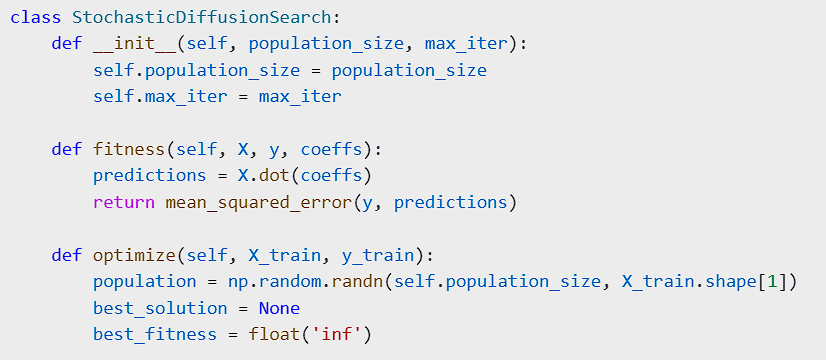 class StochasticDiffusionSearch:
    def __init__(self, population_size, max_iter):
        self.population_size = population_size
        self.max_iter = max_iter

    def fitness(self, X, y, coeffs):
        predictions = X.dot(coeffs)
        return mean_squared_error(y, predictions)

    def optimize(self, X_train, y_train):
        population = np.random.randn(self.population_size, X_train.shape[1])
        best_solution = None
        best_fitness = float('inf')